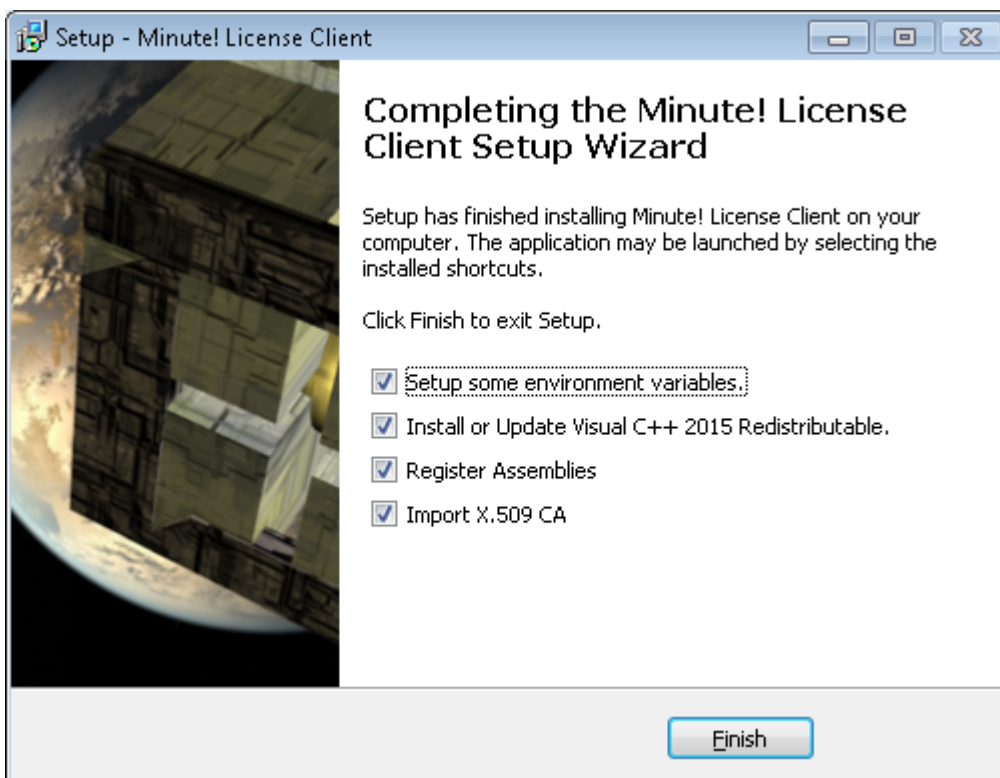 Setup - Minute! License Client
Completing the Minute! License
Client Setup Wizard
Setup has finished installing Minute! License Client on your
computer. The application may be launched by selecting the
installed shortcuts.
Click Finish to exit Setup.
Setup some environment variables.
Install or Update Visual C++ 2015 Redistributable.
Register Assemblies
Import X.509 CA
Finish